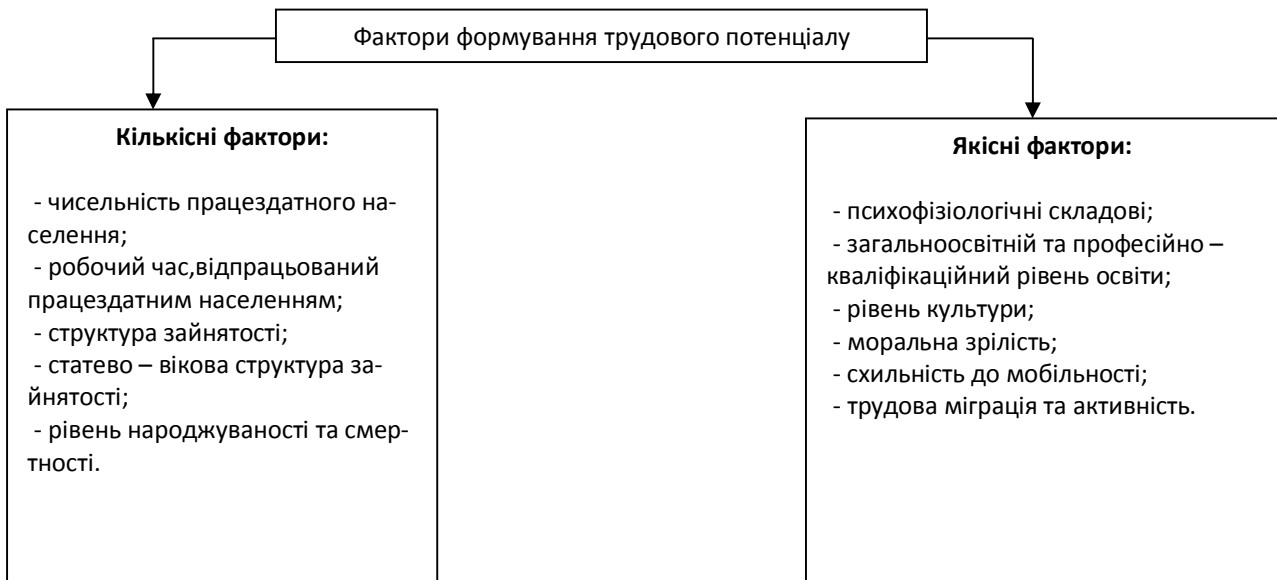 Фактори формування трудового потенціалу
Кількісні фактори:
- чисельність працездатного на-
селення;
- робочий час,відпрацьований
працездатним населенням;
- структура зайнятості;
- статево – вікова структура за-
йнятості;
- рівень народжуваності та смер-
тності.
Якісні фактори:
- психофізіологічні складові;
- загальноосвітній та професійно –
кваліфікаційний рівень освіти;
- рівень культури;
- моральна зрілість;
- схильність до мобільності;
- трудова міграція та активність.